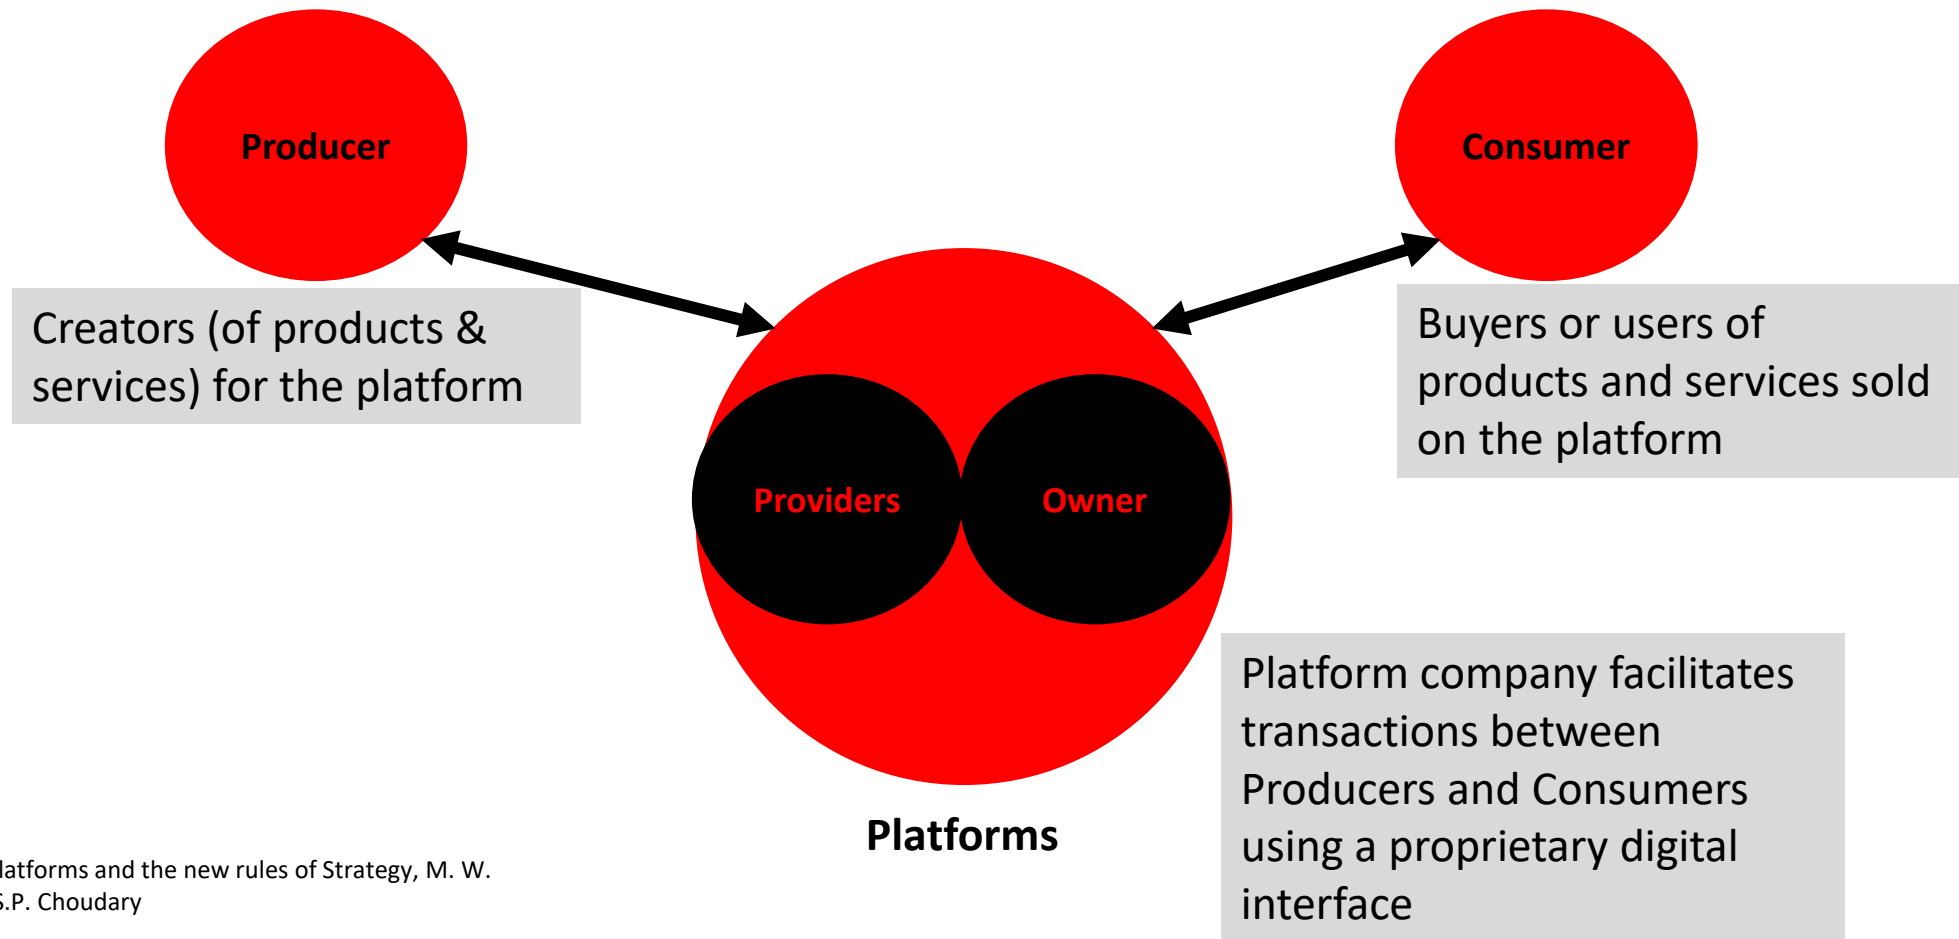 Producer
Consumer
Creators (of products &
services) for the platform
Buyers or users of
products and services sold
on the platform
Providers
Owner
Platform company facilitates
transactions between
Producers and Consumers
using a proprietary digital
interface
Platforms
latforms and the new rules of Strategy, M. W.
S.P. Choudary